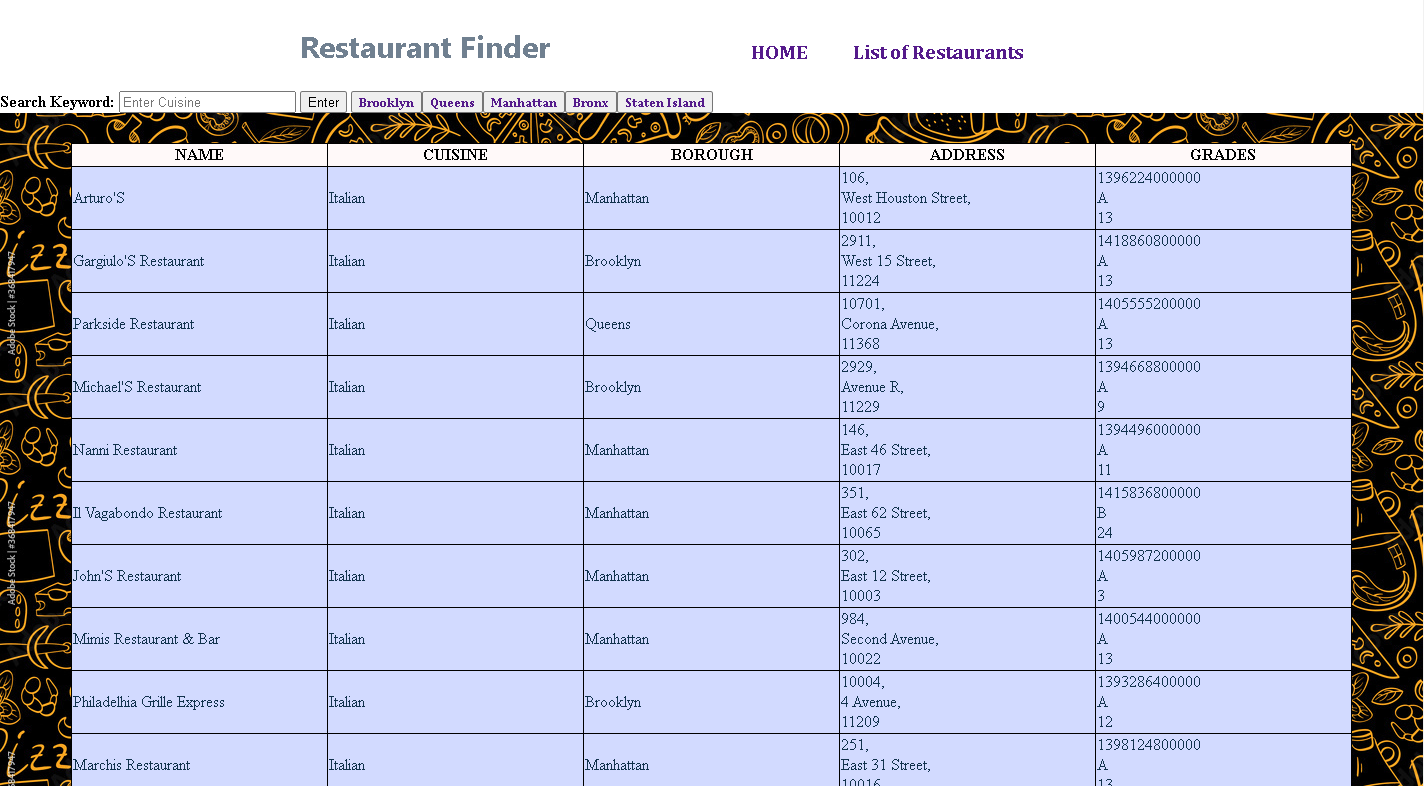 Restaurant Finder
HOME
List of Restaurants
Search Keyword:
Enter Cuisine
Enter
Brooklyn
Queens
Manhattan
Bronx
Staten Island
NAME CUISINE BOROUGH ADDRESS GRADES
Arturo'S
Italian
Manhattan
106,
West Houston Street,
10012
1396224000000
A
13
Gargiulo'S Restaurant
Italian
Brooklyn
2911,
West 15 Street,
11224
1418860800000
A
13
Parkside Restaurant
Italian
Queens
10701,
Corona Avenue,
11368
1405555200000
A
13
Michael'S Restaurant
Italian
Brooklyn
2929,
Avenue R,
11229
1394668800000
A
9
Nanni Restaurant
Italian
Manhattan
146,
East 46 Street,
10017
1394496000000
A
11
Il Vagabondo Restaurant
Italian
Manhattan
351,
East 62 Street,
10065
1415836800000
B
24
John'S Restaurant
Italian
Manhattan
302,
East 12 Street,
10003
1405987200000
A
3
Mimis Restaurant & Bar
Italian
Manhattan
984,
Second Avenue,
10022
1400544000000
A
13
Philadelhia Grille Express
Italian
Brooklyn
10004,
4 Avenue,
11209
1393286400000
A
12
Marchis Restaurant
Italian
Manhattan
251,
East 31 Street,
10016
1398124800000
A
13
Adobe Stock | #368417947
Adobe Stock | #368417947